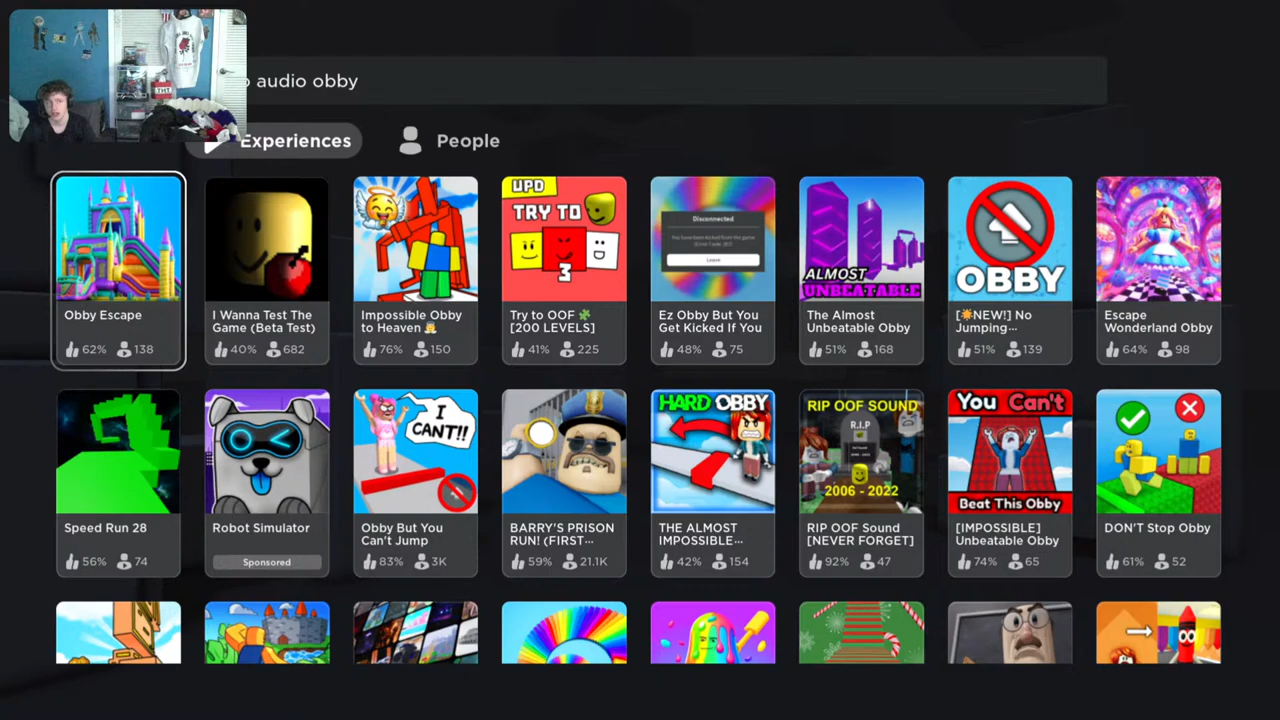 audio obby
Experiences
People
UPD
TRY TO
3
Disconnected
Leave
ALMOST
UNBEATABLE
OBBY
Obby Escape
62% 138
I Wanna Test The
Game (Beta Test)
40% 682
Impossible Obby
to Heaven
76% 150
Try to OOF
[200 LEVELS]
41% 225
Ez Obby But You
Get Kicked If You
48% 75
The Almost
Unbeatable Obby
51% 168
[☀️NEW!] No
Jumping...
51% 139
Escape
Wonderland Obby
64% 98
I
CANT!!
HARD OBBY
RIP OOF SOUND
R.I.P
2006 - 2022
You Can't
Beat This Obby
Speed Run 28
56% 74
Robot Simulator
Sponsored
Obby But You
Can't Jump
83% 3K
BARRY'S PRISON
RUN! (FIRST...
59% 21.1K
THE ALMOST
IMPOSSIBLE...
42% 154
RIP OOF Sound
[NEVER FORGET]
92% 47
[IMPOSSIBLE]
Unbeatable Obby
74% 65
DON'T Stop Obby
61% 52